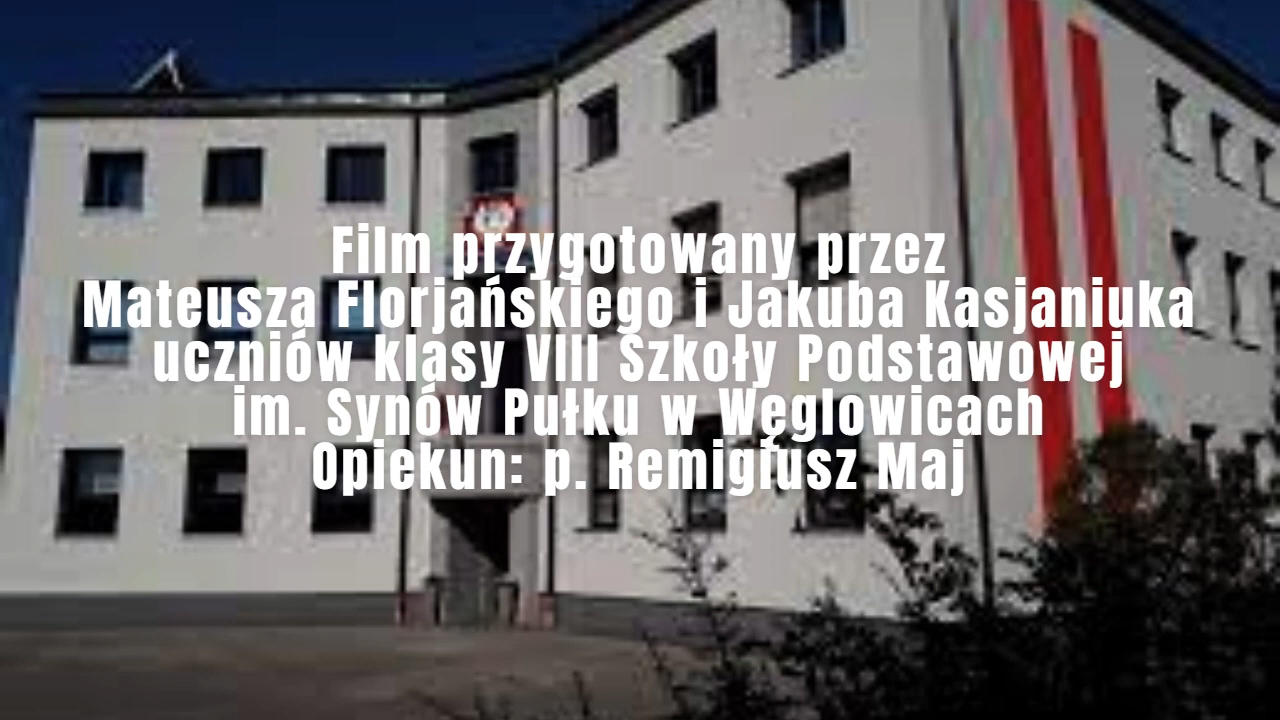 Film przygotowany przez
Mateusza Florjańskiego i Jakuba Kasjaniuka
uczniów klasy VIII Szkoły Podstawowej
im. Synów Pułku w Węglowicach
Opiekun: p. Remigiusz Maj